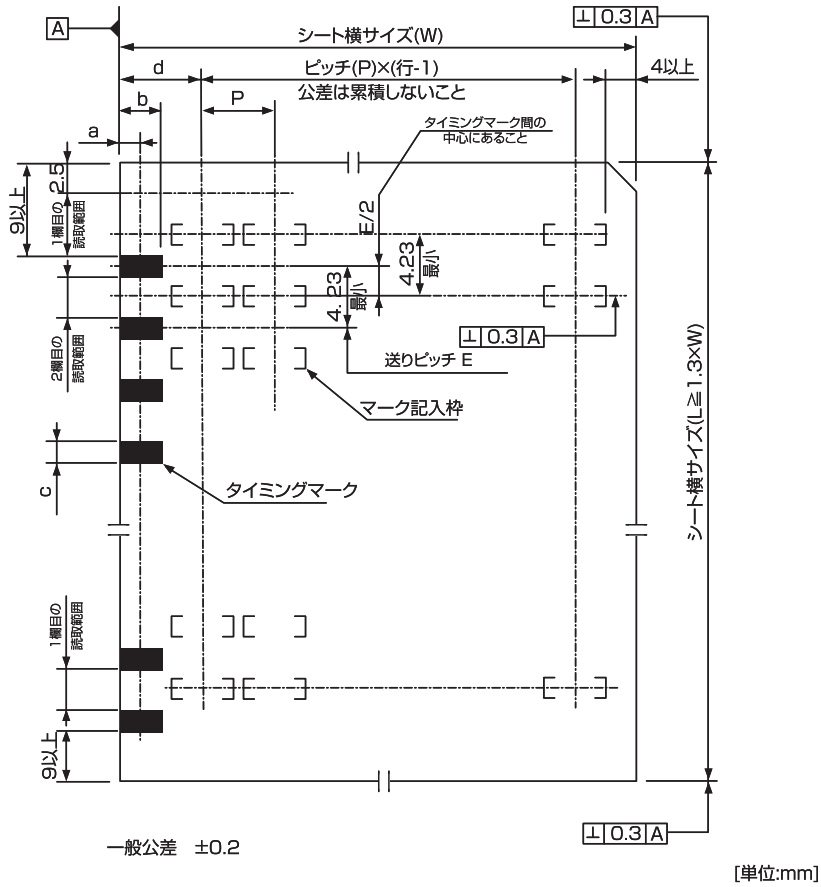 A
⊥ 0.3 A
シート横サイズ(W)
d
ピッチ(P)×(行-1)
公差は累積しないこと
4以上
b
P
a
タイミングマーク間の
中心にあること
2.5
9以上
1欄目の
読取範囲
E/2
4.23
最小
4.23
最小
⊥ 0.3 A
2欄目の
読取範囲
送りピッチ E
マーク記入枠
シート横サイズ(L≧1.3×W)
c
タイミングマーク
1欄目の
読取範囲
9以上
⊥ 0.3 A
一般公差 ±0.2
[単位:mm]